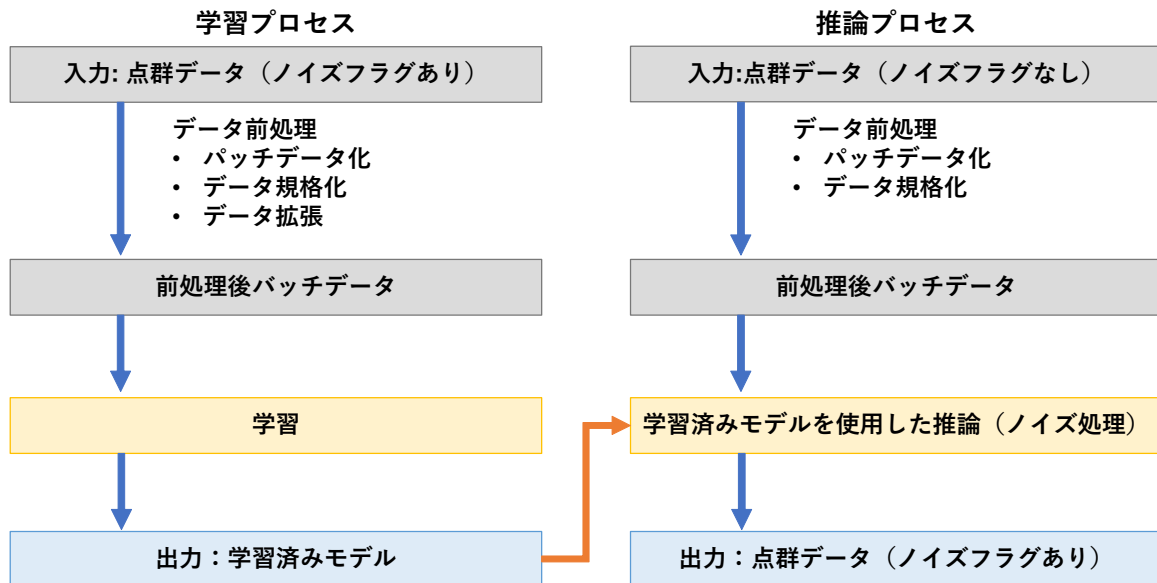 学習プロセス
入力: 点群データ（ノイズフラグあり）
データ前処理
• パッチデータ化
• データ規格化
• データ拡張
前処理後バッチデータ
学習
出力：学習済みモデル
推論プロセス
入力:点群データ（ノイズフラグなし）
データ前処理
• パッチデータ化
• データ規格化
前処理後バッチデータ
学習済みモデルを使用した推論（ノイズ処理）
出力：点群データ（ノイズフラグあり）